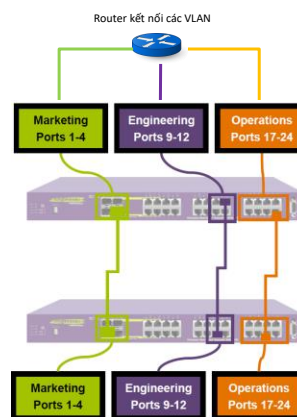 Router kết nối các VLAN
Marketing
Ports 1-4
Engineering
Ports 9-12
Operations
Ports 17-24
Marketing
Ports 1-4
Engineering
Ports 9-12
Operations
Ports 17-24